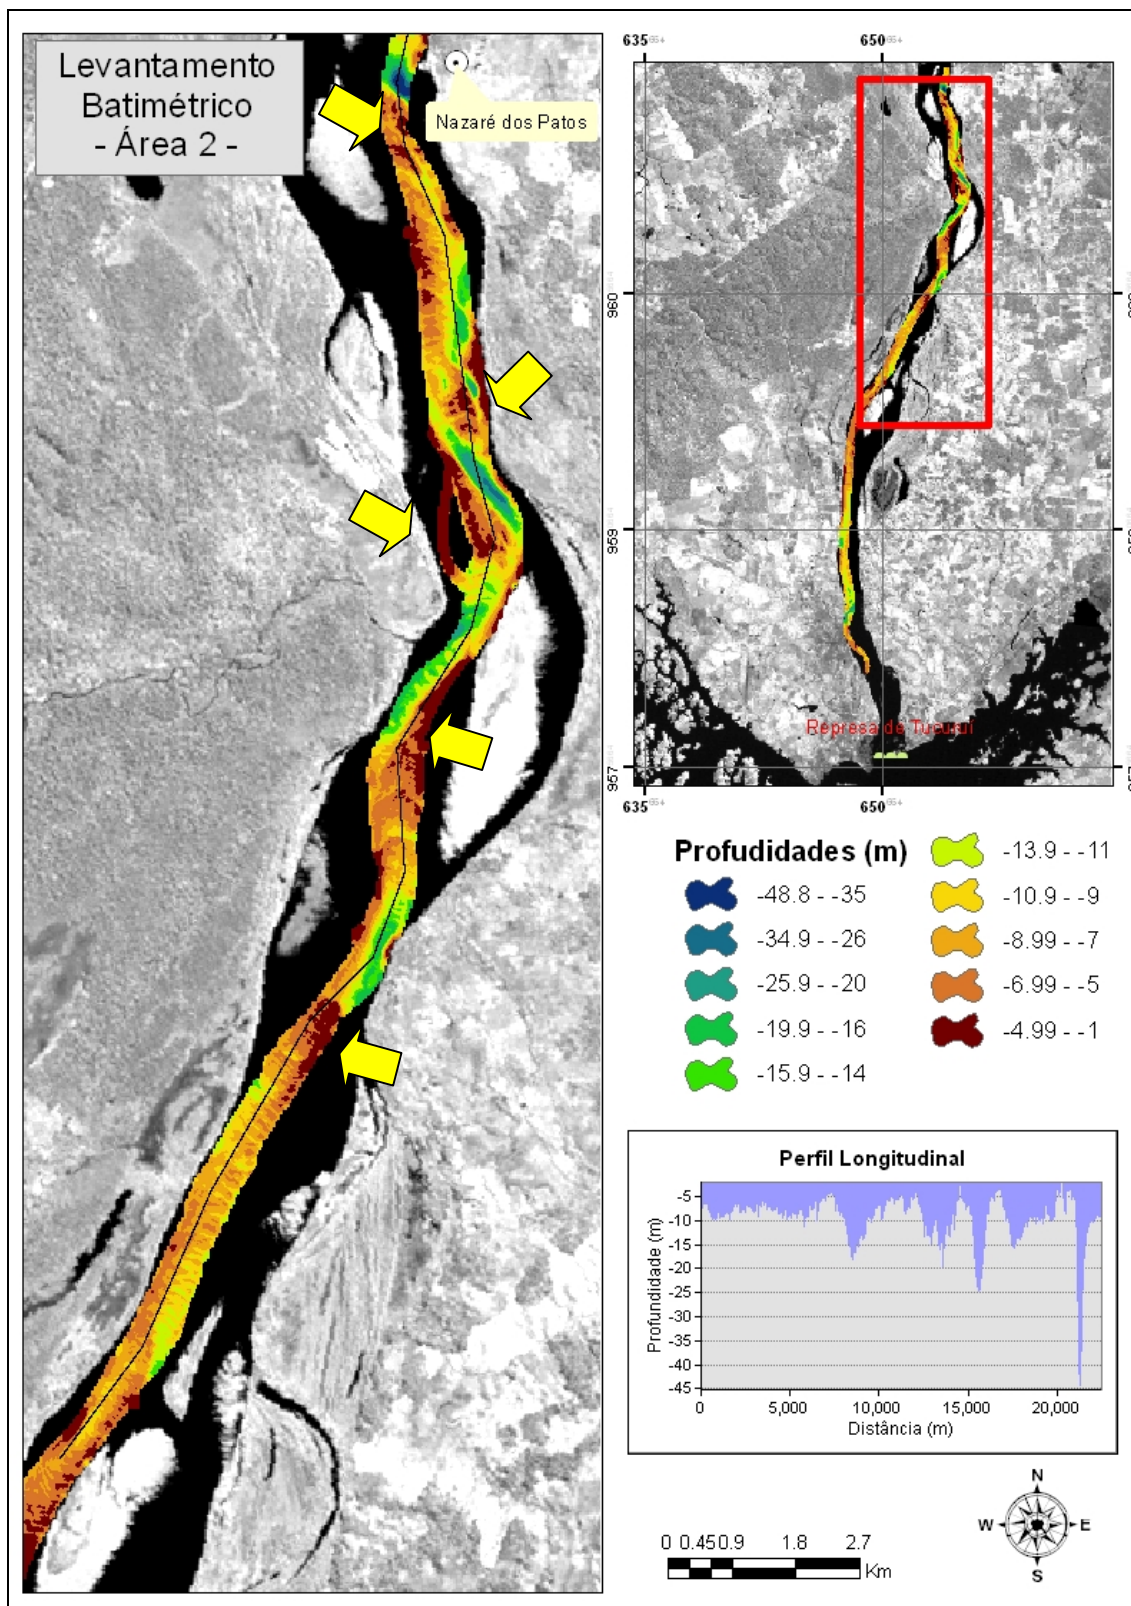 Levantamento
Batimétrico
- Área 2 -
Nazaré dos Patos
635
650
960
959
957
Represa de Tucuruí
635
650
Profudidades (m)
-48.8 - -35
-34.9 - -26
-25.9 - -20
-19.9 - -16
-15.9 - -14
-13.9 - -11
-10.9 - -9
-8.99 - -7
-6.99 - -5
-4.99 - -1
Perfil Longitudinal
Profundidade (m)
-5
-10
-15
-20
-25
-30
-35
-40
-45
0 5,000 10,000 15,000 20,000
Distância (m)
0 0.45 0.9 1.8 2.7
Km
N
W E
S